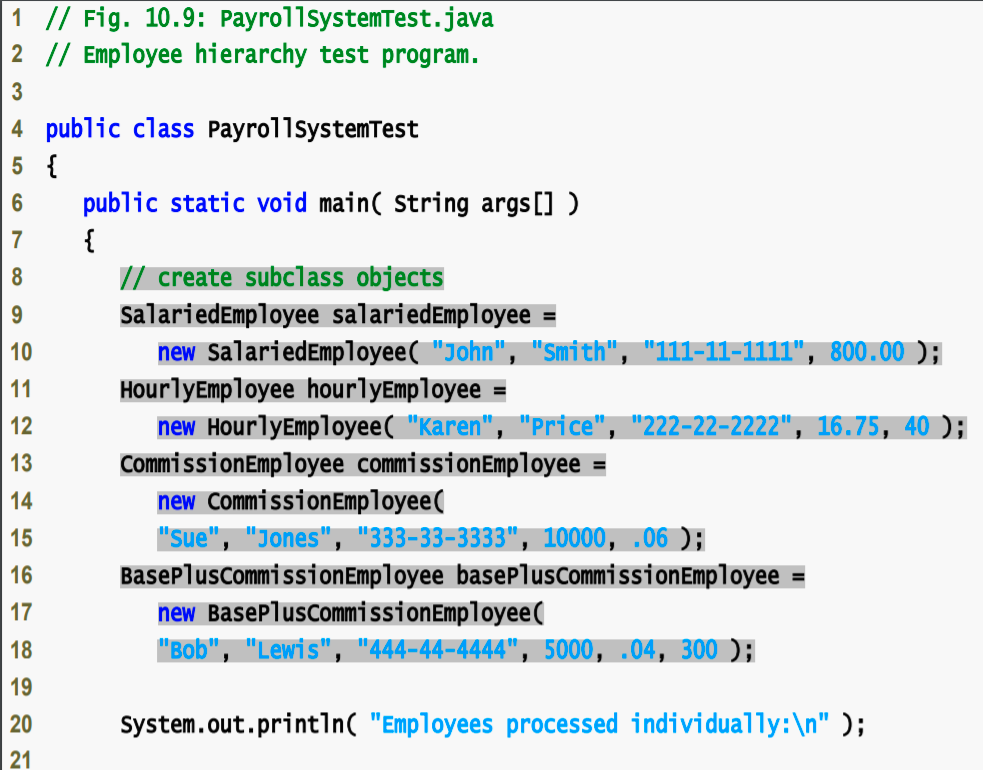 1 // Fig. 10.9: PayrollSystemTest.java
2 // Employee hierarchy test program.
3
4 public class PayrollSystemTest
5 {
6 public static void main( String args[] )
7 {
8 // create subclass objects
9 SalariedEmployee salariedEmployee =
10 new SalariedEmployee( "John", "Smith", "111-11-1111", 800.00 );
11 HourlyEmployee hourlyEmployee =
12 new HourlyEmployee( "Karen", "Price", "222-22-2222", 16.75, 40 );
13 CommissionEmployee commissionEmployee =
14 new CommissionEmployee(
15 "Sue", "Jones", "333-33-3333", 10000, .06 );
16 BasePlusCommissionEmployee basePlusCommissionEmployee =
17 new BasePlusCommissionEmployee(
18 "Bob", "Lewis", "444-44-4444", 5000, .04, 300 );
19
20 System.out.println( "Employees processed individually:\n" );
21